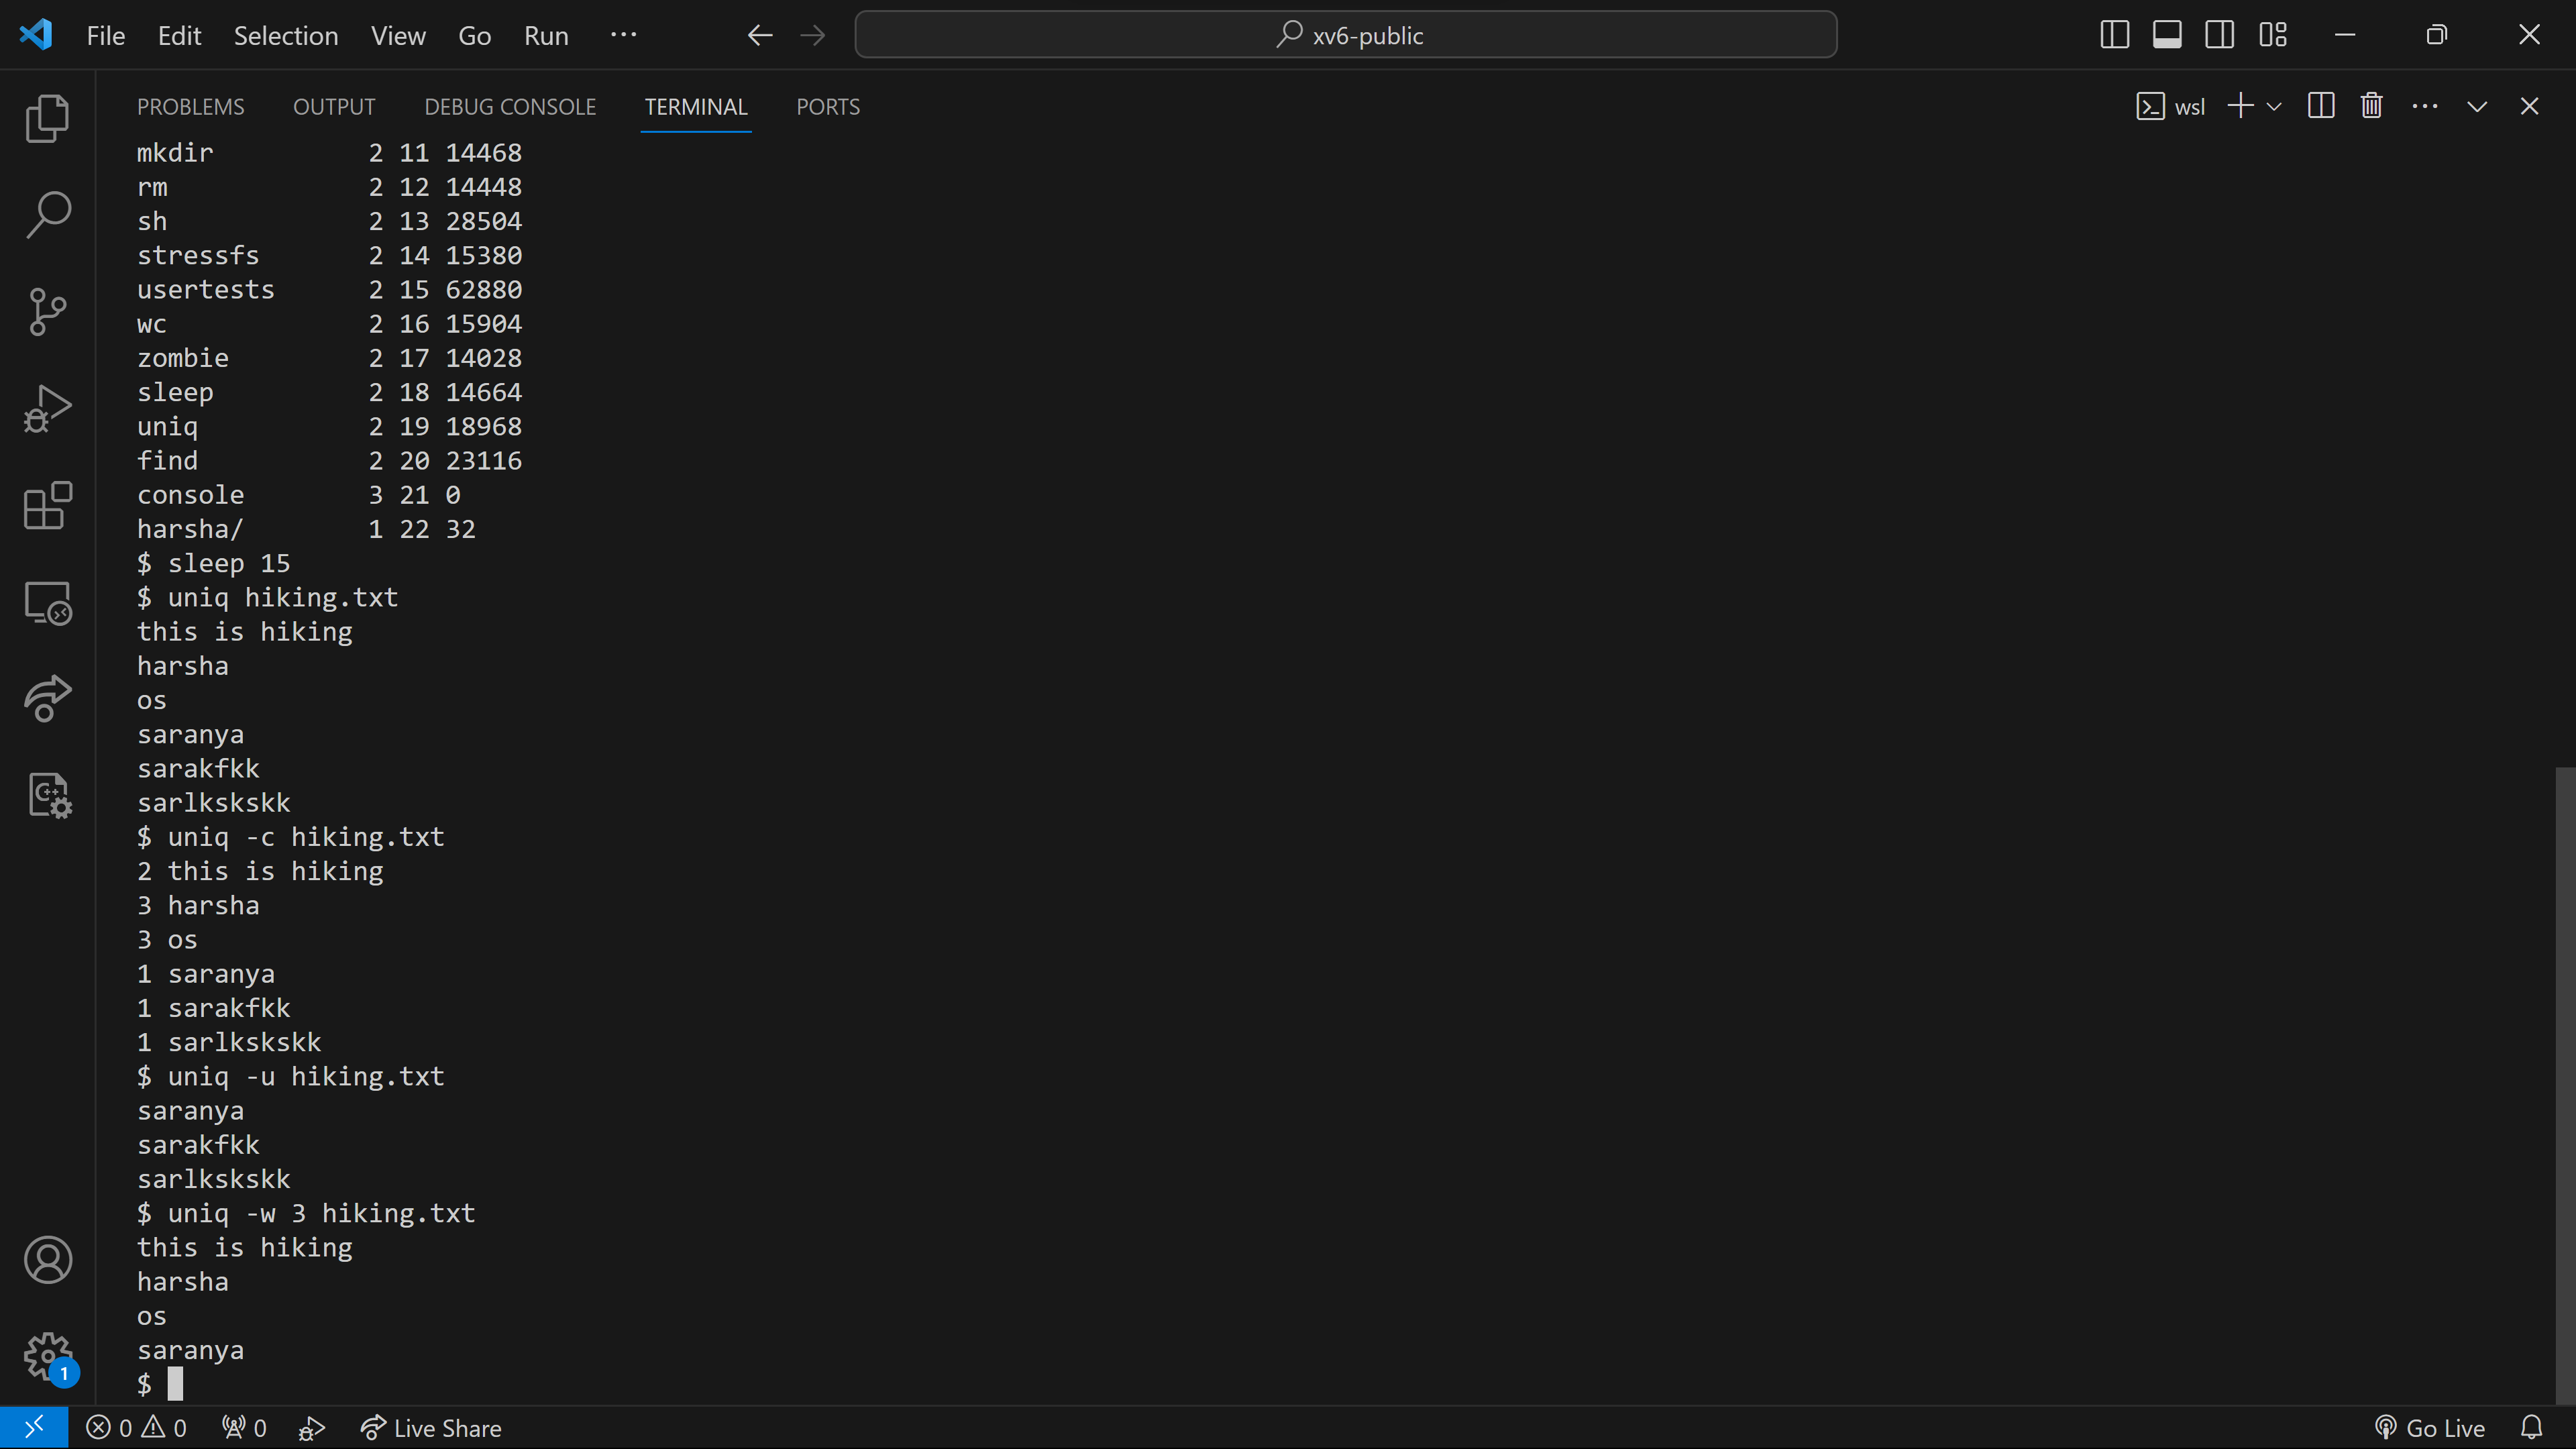 File Edit Selection View Go Run ··· xv6-public
PROBLEMS OUTPUT DEBUG CONSOLE TERMINAL PORTS wsl
mkdir 2 11 14468
rm 2 12 14448
sh 2 13 28504
stressfs 2 14 15380
usertests 2 15 62880
wc 2 16 15904
zombie 2 17 14028
sleep 2 18 14664
uniq 2 19 18968
find 2 20 23116
console 3 21 0
harsha/ 1 22 32
$ sleep 15
$ uniq hiking.txt
this is hiking
harsha
os
saranya
sarakfkk
sarlkskskk
$ uniq -c hiking.txt
2 this is hiking
3 harsha
3 os
1 saranya
1 sarakfkk
1 sarlkskskk
$ uniq -u hiking.txt
saranya
sarakfkk
sarlkskskk
$ uniq -w 3 hiking.txt
this is hiking
harsha
os
saranya
$
1
0 0 0 Live Share Go Live